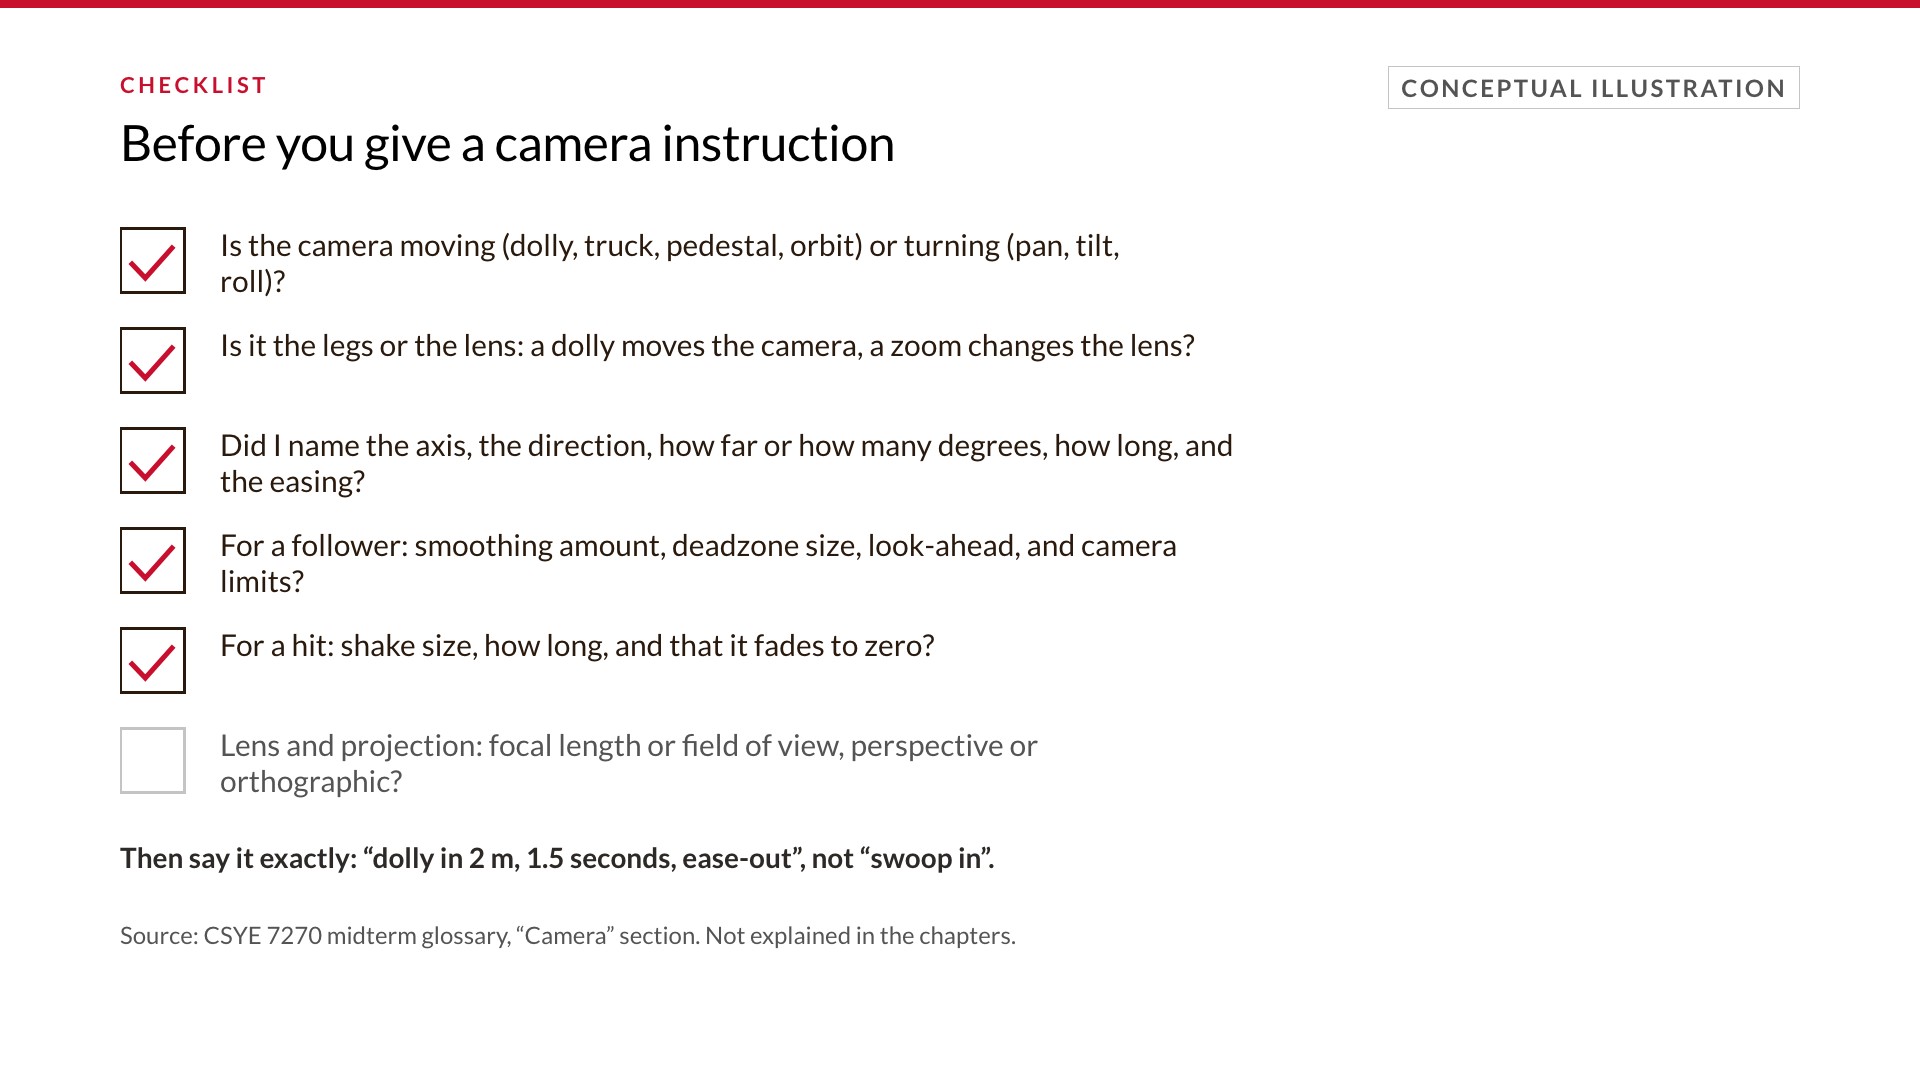 CHECKLIST
CONCEPTUAL ILLUSTRATION
Before you give a camera instruction
Is the camera moving (dolly, truck, pedestal, orbit) or turning (pan, tilt,
roll)?
Is it the legs or the lens: a dolly moves the camera, a zoom changes the lens?
Did I name the axis, the direction, how far or how many degrees, how long, and
the easing?
For a follower: smoothing amount, deadzone size, look-ahead, and camera
limits?
For a hit: shake size, how long, and that it fades to zero?
Lens and projection: focal length or field of view, perspective or
orthographic?
Then say it exactly: “dolly in 2 m, 1.5 seconds, ease-out”, not “swoop in”.
Source: CSYE 7270 midterm glossary, “Camera” section. Not explained in the chapters.